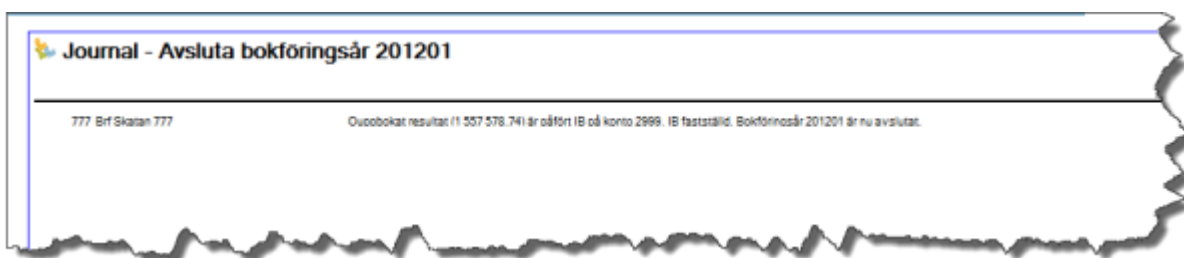 Journal - Avsluta bokföringsår 201201
777 Brf Skatan 777 Ouppbokat resultat (1 557 578.74) är påfört IB på konto 2999. IB fastställd. Bokföringsår 201201 är nu avslutat.